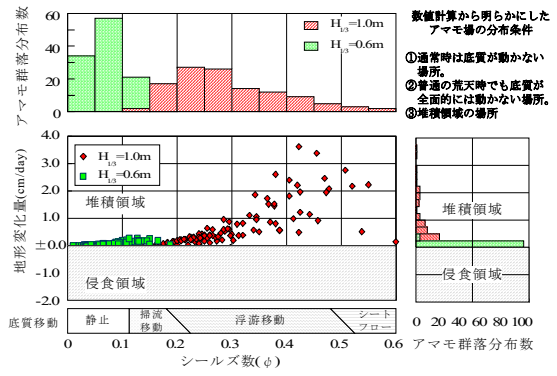 アマモ群落分布数
60
40
20
0
H1/3=1.0m
H1/3=0.6m
数値計算から明らかにした
アマモ場の分布条件
①通常時は底質が動かない
場所。
②普通の荒天時でも底質が
全面的には動かない場所。
③堆積領域の場所
地形変化量(cm/day)
4.0
3.0
2.0
1.0
±0.0
-1.0
-2.0
H1/3=1.0m
H1/3=0.6m
堆積領域
侵食領域
堆積領域
侵食領域
底質移動
静止
掃流
移動
浮游移動
シート
フロー
0 0.1 0.2 0.3 0.4 0.5 0.6
シールズ数(φ)
0 20 40 60 80 100
アマモ群落分布数